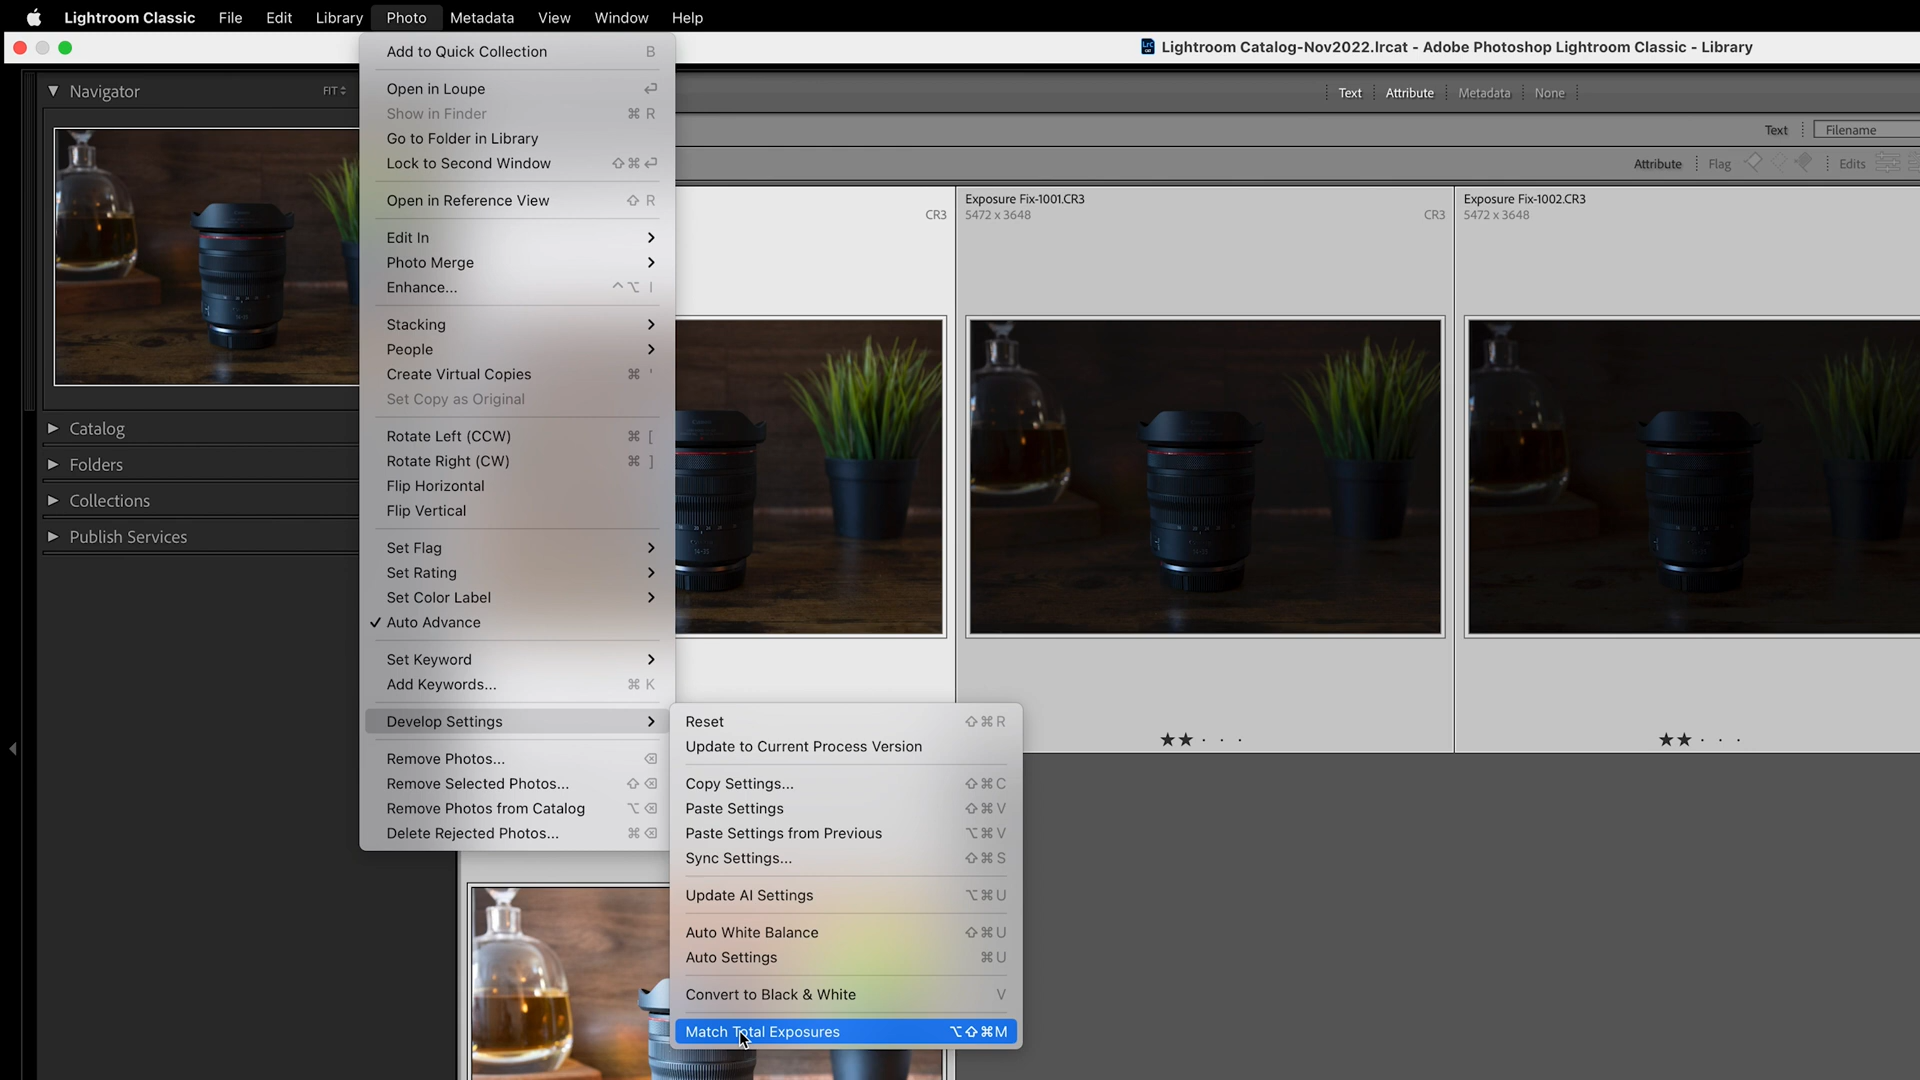 Lightroom Classic File Edit Library Photo Metadata View Window Help
Lightroom Catalog-Nov2022.lrcat - Adobe Photoshop Lightroom Classic - Library
Navigator FIT
Catalog
Folders
Collections
Publish Services
Add to Quick Collection B
Open in Loupe ↩
Show in Finder ⌘ R
Go to Folder in Library
Lock to Second Window ⇧ ⌘ ↩
Open in Reference View ⇧ R
Edit In
Photo Merge
Enhance... ^ ⌥ I
Stacking
People
Create Virtual Copies ⌘ '
Set Copy as Original
Rotate Left (CCW) ⌘ [
Rotate Right (CW) ⌘ ]
Flip Horizontal
Flip Vertical
Set Flag
Set Rating
Set Color Label
✓ Auto Advance
Set Keyword
Add Keywords... ⌘ K
Develop Settings
Remove Photos... ⌫
Remove Selected Photos... ⇧ ⌫
Remove Photos from Catalog ⌥ ⌫
Delete Rejected Photos... ⌘ ⌫
Reset ⇧ ⌘ R
Update to Current Process Version
Copy Settings... ⇧ ⌘ C
Paste Settings ⇧ ⌘ V
Paste Settings from Previous ⌥ ⌘ V
Sync Settings... ⇧ ⌘ S
Update AI Settings ⌥ ⌘ U
Auto White Balance ⇧ ⌘ U
Auto Settings ⌘ U
Convert to Black & White V
Match Total Exposures ⌥ ⇧ ⌘ M
Text Attribute Metadata None
Text Filename
Attribute Flag Edits
CR3
Exposure Fix-1001.CR3
5472 x 3648 CR3
Exposure Fix-1002.CR3
5472 x 3648